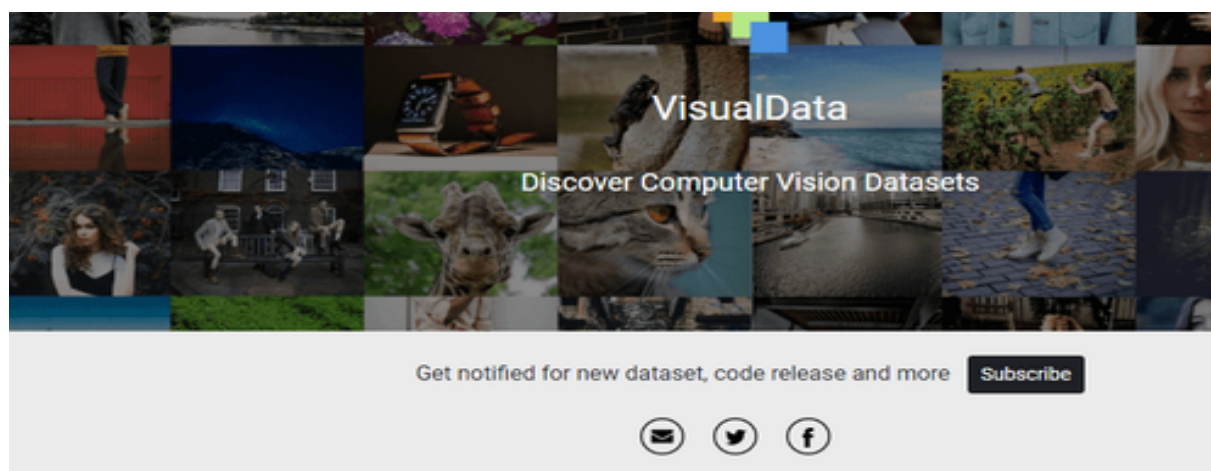 VisualData
Discover Computer Vision Datasets
Get notified for new dataset, code release and more Subscribe